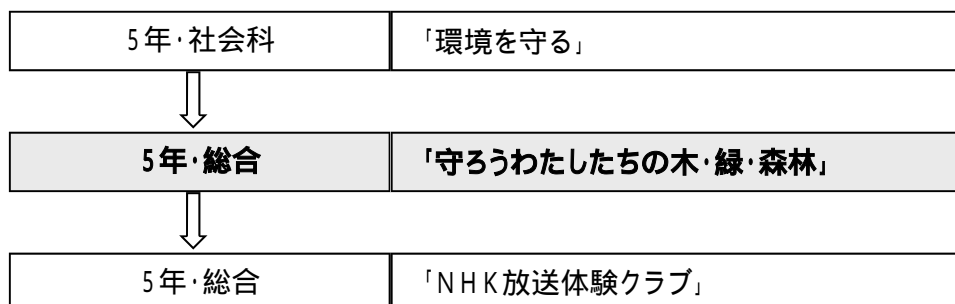 5年・社会科 「環境を守る」
5年・総合 「守ろうわたしたちの木・緑・森林」
5年・総合 「NHK放送体験クラブ」